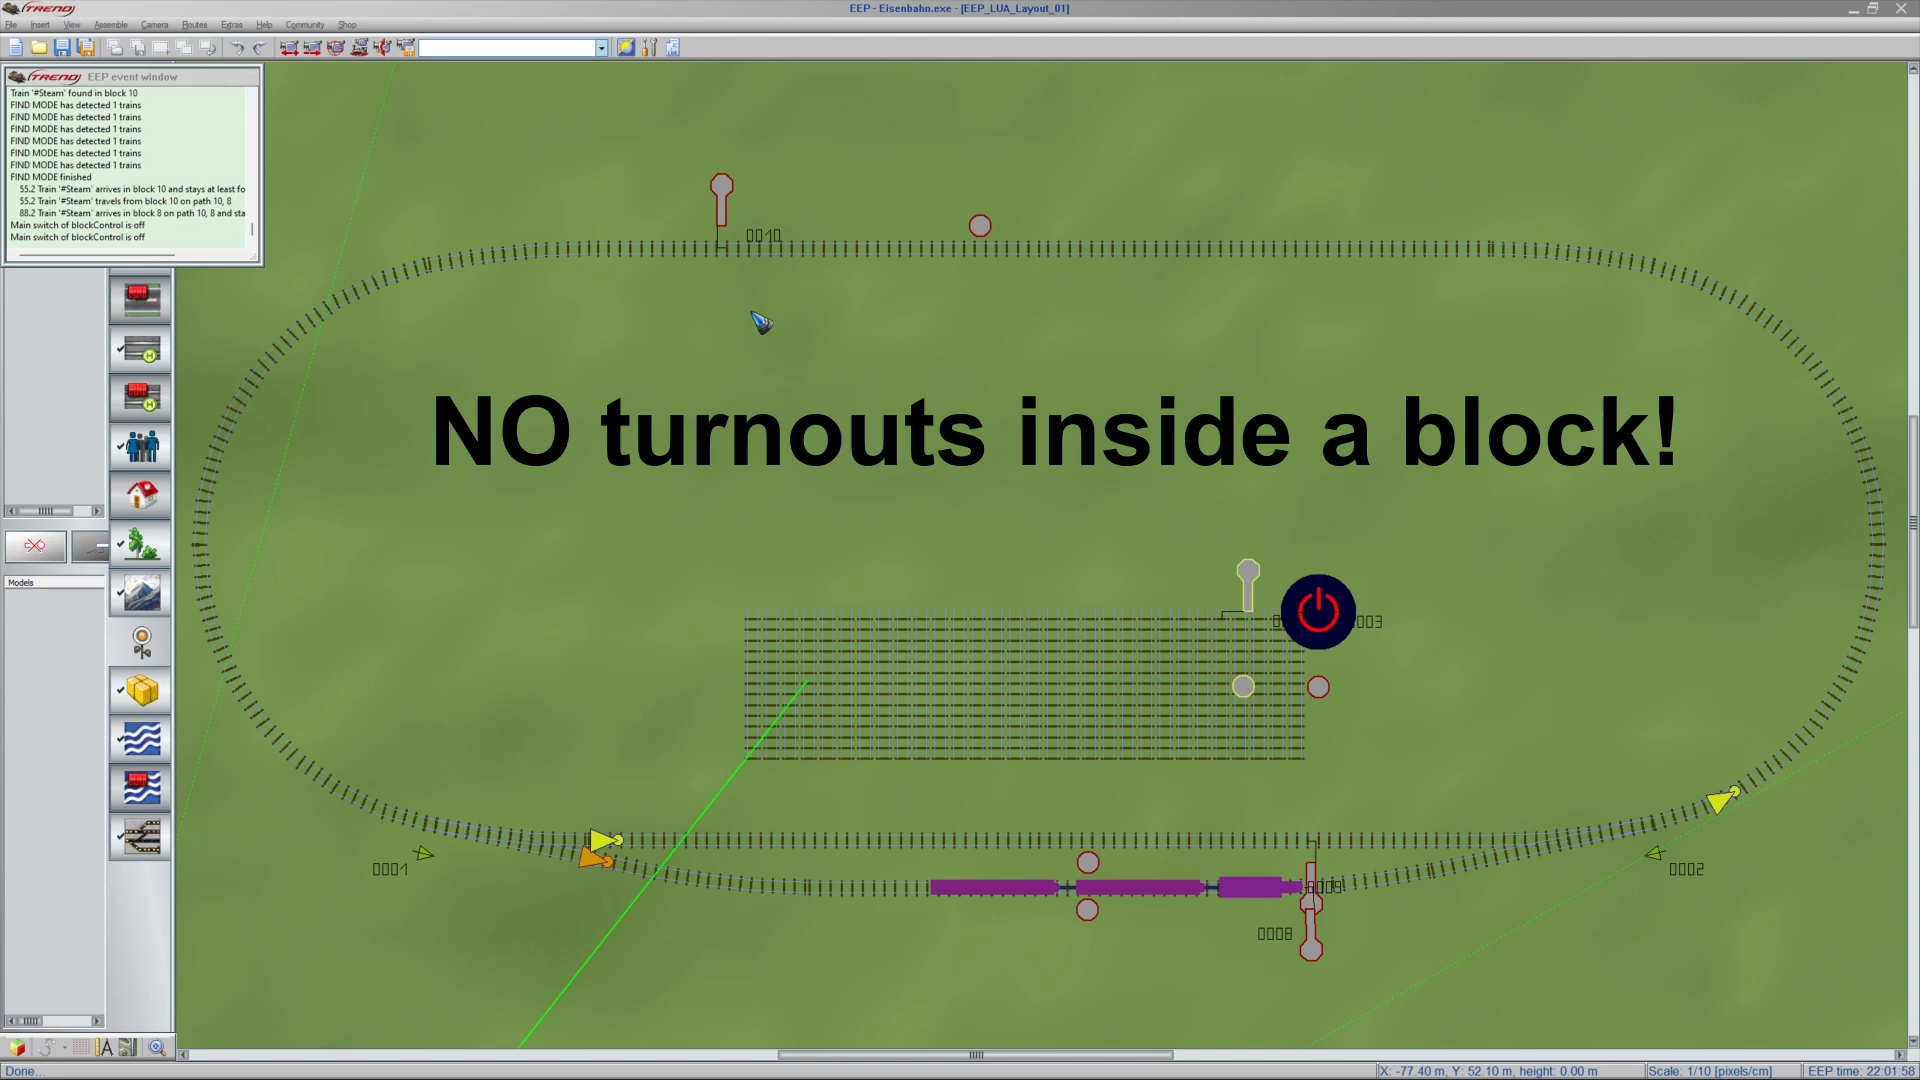 TREND
EEP - Eisenbahn.exe - [EEP_LUA_Layout_01]
File Insert View Assemble Camera Routes Extras Help Community Shop
TREND EEP event window
Train '#Steam' found in block 10
FIND MODE has detected 1 trains
FIND MODE has detected 1 trains
FIND MODE has detected 1 trains
FIND MODE has detected 1 trains
FIND MODE has detected 1 trains
FIND MODE has detected 1 trains
FIND MODE finished
55.2 Train '#Steam' arrives in block 10 and stays at least fo
55.2 Train '#Steam' travels from block 10 on path 10, 8
88.2 Train '#Steam' arrives in block 8 on path 10, 8 and sta
Main switch of blockControl is off
Main switch of blockControl is off
0010
NO turnouts inside a block!
Models
003
0001
0002
0008
Done...
X: -77.40 m, Y: 52.10 m, height: 0.00 m
Scale: 1/10 [pixels/cm]
EEP time: 22:01:58